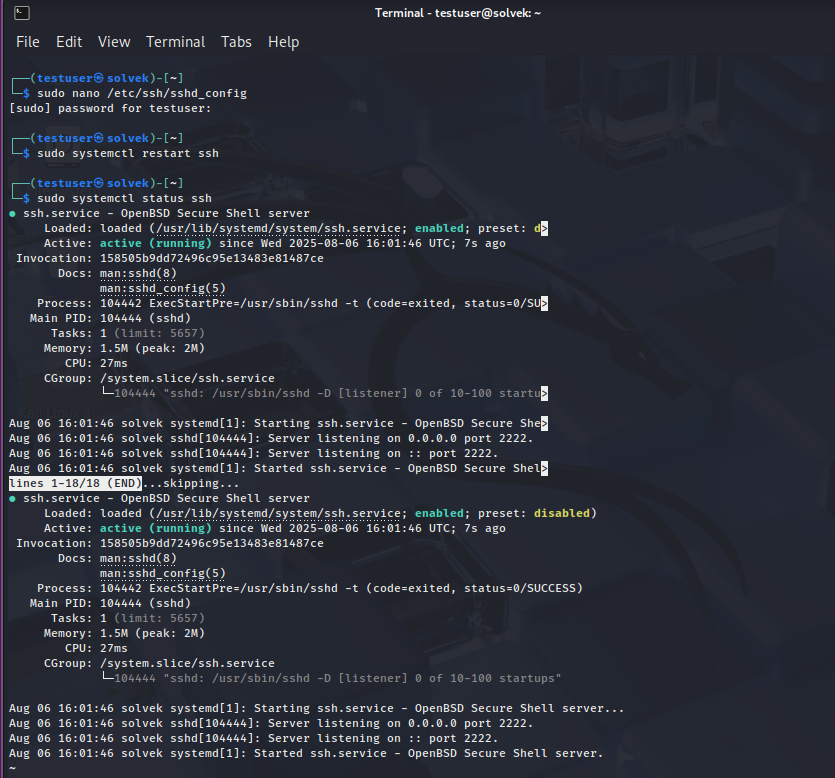 Terminal - testuser@solvek: ~
File Edit View Terminal Tabs Help
┌──(testuser㉿solvek)-[~]
└─$ sudo nano /etc/ssh/sshd_config
[sudo] password for testuser:
┌──(testuser㉿solvek)-[~]
└─$ sudo systemctl restart ssh
┌──(testuser㉿solvek)-[~]
└─$ sudo systemctl status ssh
● ssh.service - OpenBSD Secure Shell server
Loaded: loaded (/usr/lib/systemd/system/ssh.service; enabled; preset: d>
Active: active (running) since Wed 2025-08-06 16:01:46 UTC; 7s ago
Invocation: 158505b9dd72496c95e13483e81487ce
Docs: man:sshd(8)
man:sshd_config(5)
Process: 104442 ExecStartPre=/usr/sbin/sshd -t (code=exited, status=0/SU>
Main PID: 104444 (sshd)
Tasks: 1 (limit: 5657)
Memory: 1.5M (peak: 2M)
CPU: 27ms
CGroup: /system.slice/ssh.service
└─104444 "sshd: /usr/sbin/sshd -D [listener] 0 of 10-100 startu>
Aug 06 16:01:46 solvek systemd[1]: Starting ssh.service - OpenBSD Secure She>
Aug 06 16:01:46 solvek sshd[104444]: Server listening on 0.0.0.0 port 2222.
Aug 06 16:01:46 solvek sshd[104444]: Server listening on :: port 2222.
Aug 06 16:01:46 solvek systemd[1]: Started ssh.service - OpenBSD Secure Shel>
lines 1-18/18 (END)...skipping...
● ssh.service - OpenBSD Secure Shell server
Loaded: loaded (/usr/lib/systemd/system/ssh.service; enabled; preset: disabled)
Active: active (running) since Wed 2025-08-06 16:01:46 UTC; 7s ago
Invocation: 158505b9dd72496c95e13483e81487ce
Docs: man:sshd(8)
man:sshd_config(5)
Process: 104442 ExecStartPre=/usr/sbin/sshd -t (code=exited, status=0/SUCCESS)
Main PID: 104444 (sshd)
Tasks: 1 (limit: 5657)
Memory: 1.5M (peak: 2M)
CPU: 27ms
CGroup: /system.slice/ssh.service
└─104444 "sshd: /usr/sbin/sshd -D [listener] 0 of 10-100 startups"
Aug 06 16:01:46 solvek systemd[1]: Starting ssh.service - OpenBSD Secure Shell server...
Aug 06 16:01:46 solvek sshd[104444]: Server listening on 0.0.0.0 port 2222.
Aug 06 16:01:46 solvek sshd[104444]: Server listening on :: port 2222.
Aug 06 16:01:46 solvek systemd[1]: Started ssh.service - OpenBSD Secure Shell server.
~